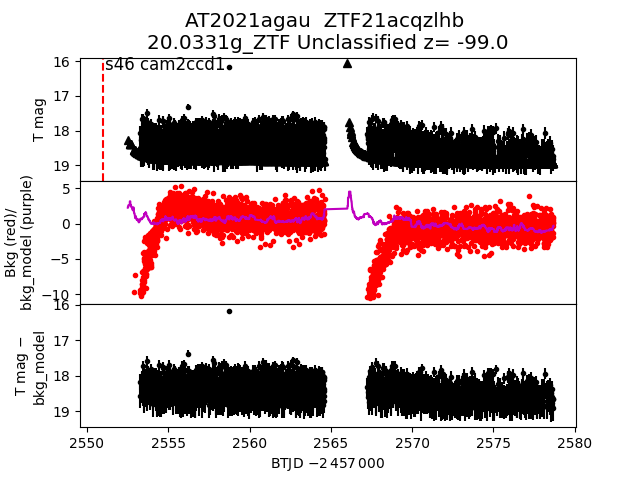 AT2021agau  ZTF21acqzlhb
20.0331g_ZTF Unclassified z= -99.0
s46 cam2ccd1
T mag
16
17
18
19
Bkg (red)/
bkg_model (purple)
5
0
−5
−10
T mag −
bkg_model
16
17
18
19
2550
2555
2560
2565
2570
2575
2580
BTJD −2 457 000